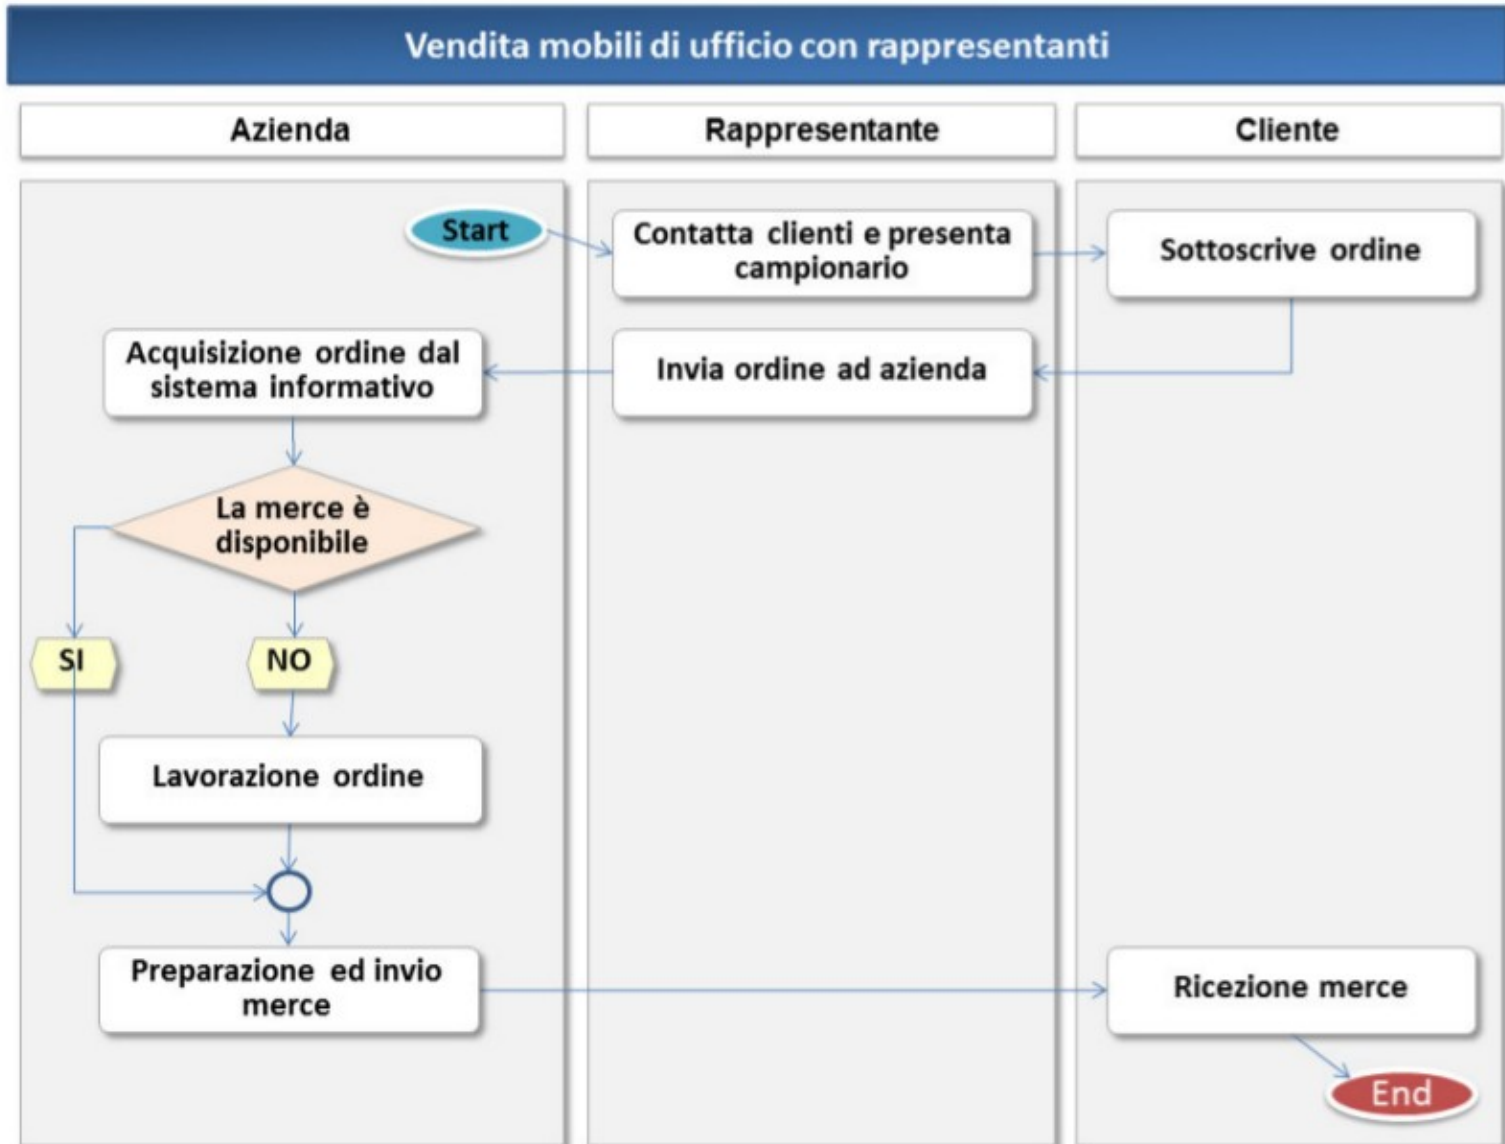 Vendita mobili di ufficio con rappresentanti
Azienda
Rappresentante
Cliente
Start
Contatta clienti e presenta
campionario
Sottoscrive ordine
Acquisizione ordine dal
sistema informativo
Invia ordine ad azienda
La merce è
disponibile
SI
NO
Lavorazione ordine
Preparazione ed invio
merce
Ricezione merce
End